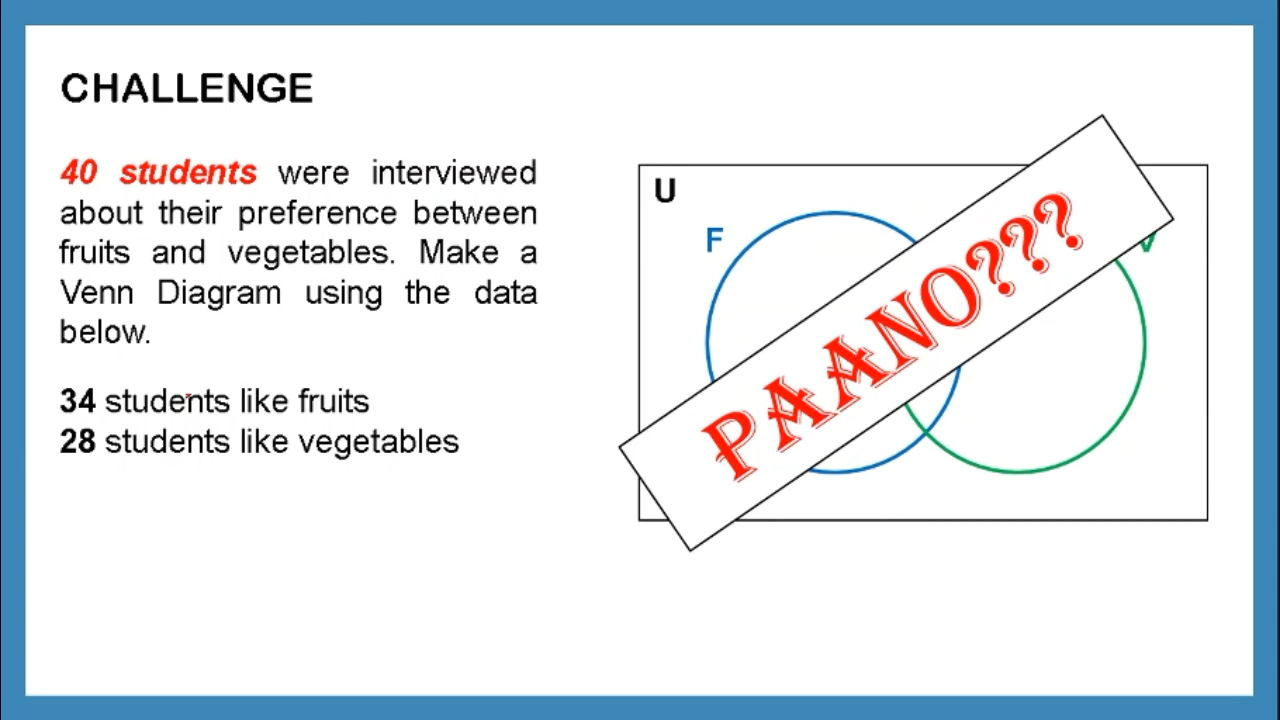 CHALLENGE
40 students were interviewed
about their preference between
fruits and vegetables. Make a
Venn Diagram using the data
below.
34 students like fruits
28 students like vegetables
U
F
V
PAANO???